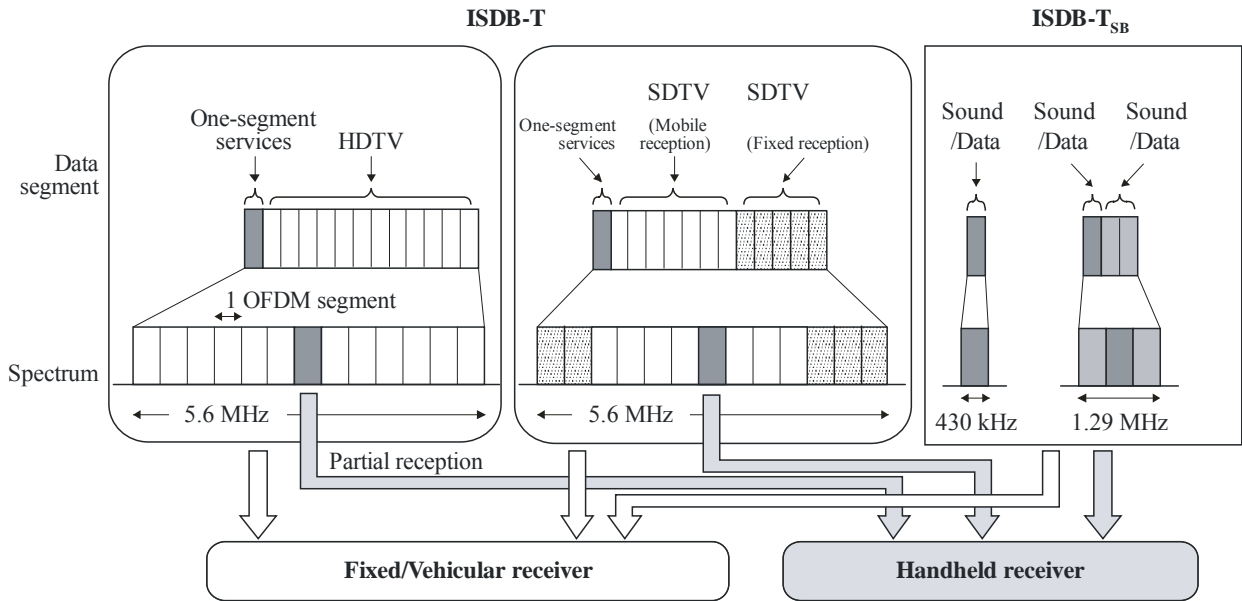 ISDB-T
ISDB-T_SB
One-segment
services
HDTV
SDTV
SDTV
One-segment
services
(Mobile
reception)
(Fixed reception)
Sound
/Data
Sound
/Data
Sound
/Data
Data
segment
1 OFDM segment
Spectrum
5.6 MHz
5.6 MHz
430 kHz
1.29 MHz
Partial reception
Fixed/Vehicular receiver
Handheld receiver